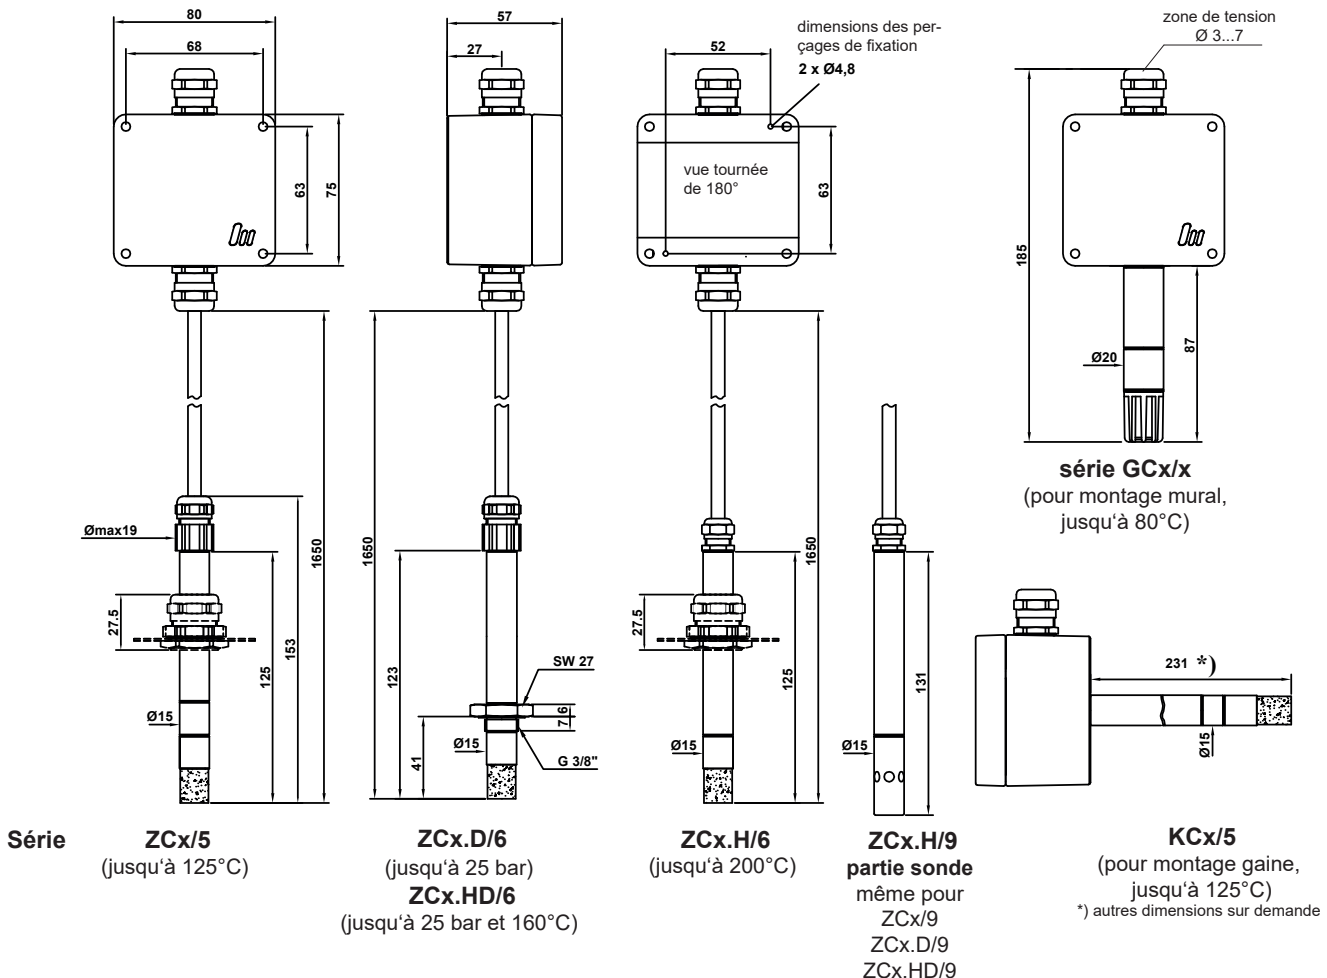 80
68
63
75
1650
153
125
27.5
Ømax19
Ø15
57
27
1650
123
41
SW 27
6
7
Ø15
G 3/8"
dimensions des per-
çages de fixation
2 x Ø4,8
52
vue tournée
de 180°
63
1650
125
27.5
Ø15
131
Ø15
zone de tension
Ø 3...7
185
87
Ø20
série GCx/x
(pour montage mural,
jusqu‘à 80°C)
231 *)
Ø15
Série
ZCx/5
(jusqu‘à 125°C)
ZCx.D/6
(jusqu‘à 25 bar)
ZCx.HD/6
(jusqu‘à 25 bar et 160°C)
ZCx.H/6
(jusqu‘à 200°C)
ZCx.H/9
partie sonde
même pour
ZCx/9
ZCx.D/9
ZCx.HD/9
KCx/5
(pour montage gaine,
jusqu‘à 125°C)
*) autres dimensions sur demande